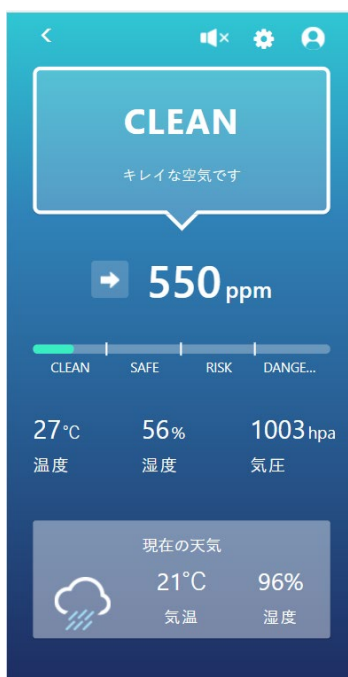 CLEAN
キレイな空気です
550 ppm
CLEAN SAFE RISK DANGE...
27℃ 56% 1003 hpa
温度 湿度 気圧
現在の天気
21℃ 96%
気温 湿度